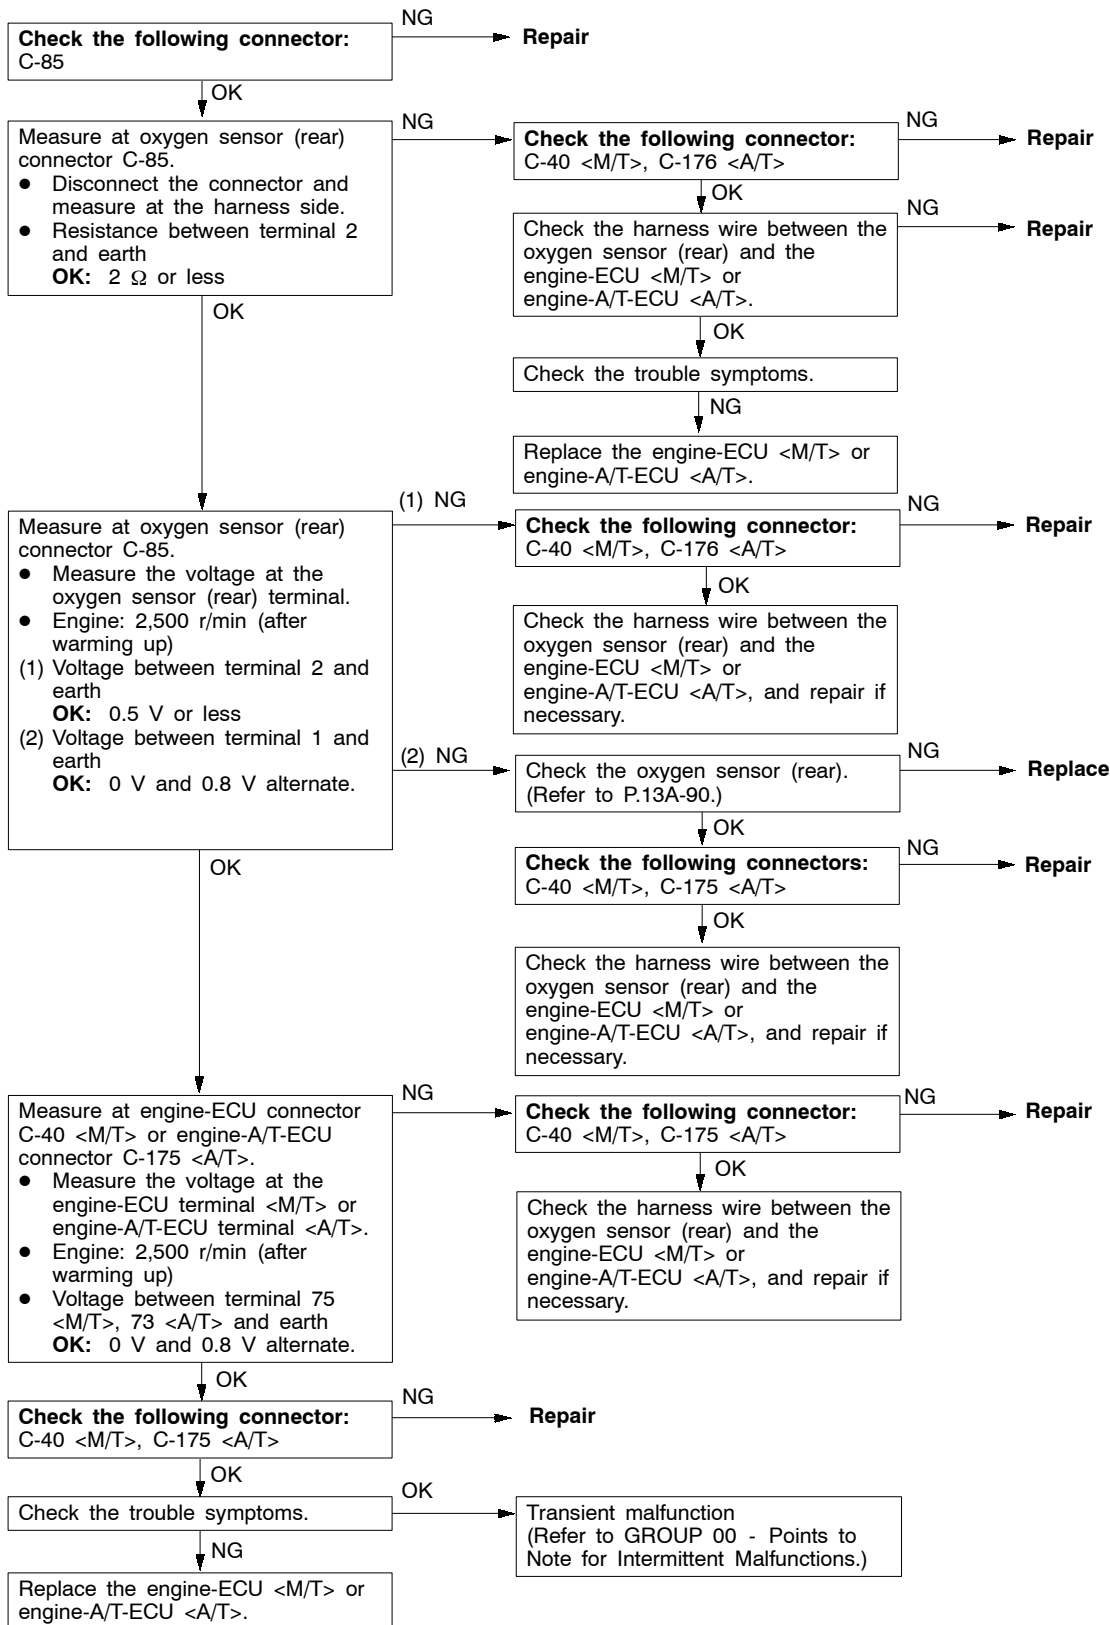 Check the following connector:
C-85
NG
Repair
OK
Measure at oxygen sensor (rear)
connector C-85.
● Disconnect the connector and
measure at the harness side.
● Resistance between terminal 2
and earth
OK: 2 Ω or less
NG
Check the following connector:
C-40 <M/T>, C-176 <A/T>
NG
Repair
OK
Check the harness wire between the
oxygen sensor (rear) and the
engine-ECU <M/T> or
engine-A/T-ECU <A/T>.
NG
Repair
OK
Check the trouble symptoms.
NG
Replace the engine-ECU <M/T> or
engine-A/T-ECU <A/T>.
OK
Measure at oxygen sensor (rear)
connector C-85.
● Measure the voltage at the
oxygen sensor (rear) terminal.
● Engine: 2,500 r/min (after
warming up)
(1) Voltage between terminal 2 and
earth
OK: 0.5 V or less
(2) Voltage between terminal 1 and
earth
OK: 0 V and 0.8 V alternate.
(1) NG
Check the following connector:
C-40 <M/T>, C-176 <A/T>
NG
Repair
OK
Check the harness wire between the
oxygen sensor (rear) and the
engine-ECU <M/T> or
engine-A/T-ECU <A/T>, and repair if
necessary.
(2) NG
Check the oxygen sensor (rear).
(Refer to P.13A-90.)
NG
Replace
OK
Check the following connectors:
C-40 <M/T>, C-175 <A/T>
NG
Repair
OK
Check the harness wire between the
oxygen sensor (rear) and the
engine-ECU <M/T> or
engine-A/T-ECU <A/T>, and repair if
necessary.
OK
Measure at engine-ECU connector
C-40 <M/T> or engine-A/T-ECU
connector C-175 <A/T>.
● Measure the voltage at the
engine-ECU terminal <M/T> or
engine-A/T-ECU terminal <A/T>.
● Engine: 2,500 r/min (after
warming up)
● Voltage between terminal 75
<M/T>, 73 <A/T> and earth
OK: 0 V and 0.8 V alternate.
NG
Check the following connector:
C-40 <M/T>, C-175 <A/T>
NG
Repair
OK
Check the harness wire between the
oxygen sensor (rear) and the
engine-ECU <M/T> or
engine-A/T-ECU <A/T>, and repair if
necessary.
OK
Check the following connector:
C-40 <M/T>, C-175 <A/T>
NG
Repair
OK
Check the trouble symptoms.
OK
Transient malfunction
(Refer to GROUP 00 - Points to
Note for Intermittent Malfunctions.)
NG
Replace the engine-ECU <M/T> or
engine-A/T-ECU <A/T>.